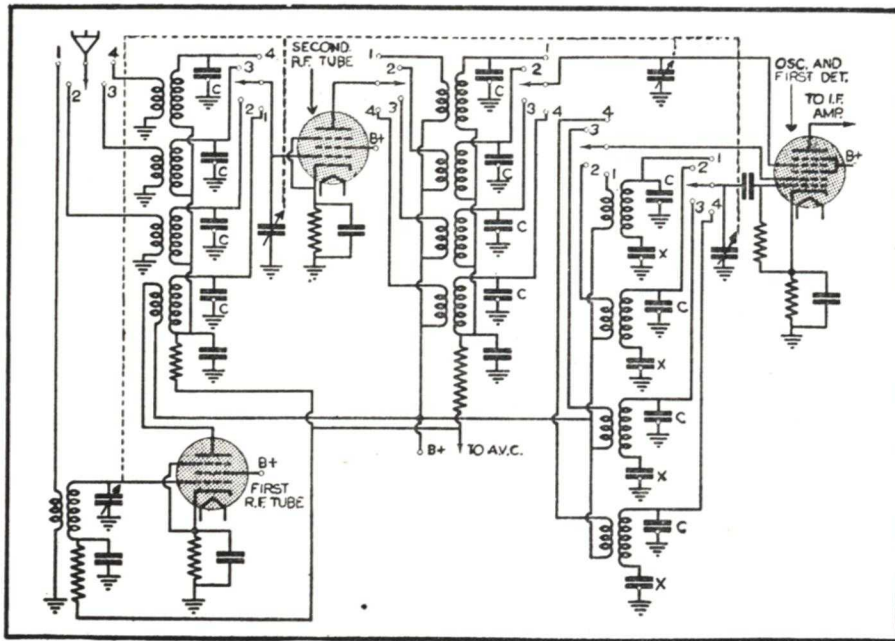 1
4
2
3
C
4
3
2
1
C
C
C
SECOND
R.F. TUBE
B+
1
2
3
4
C
1
2
3
4
C
C
C
OSC. AND
FIRST DET.
TO I.F.
AMP.
B+
4
3
2
1
C
1
2
3
4
X
C
X
C
X
C
X
B+
TO A.V.C.
B+
FIRST
R.F. TUBE